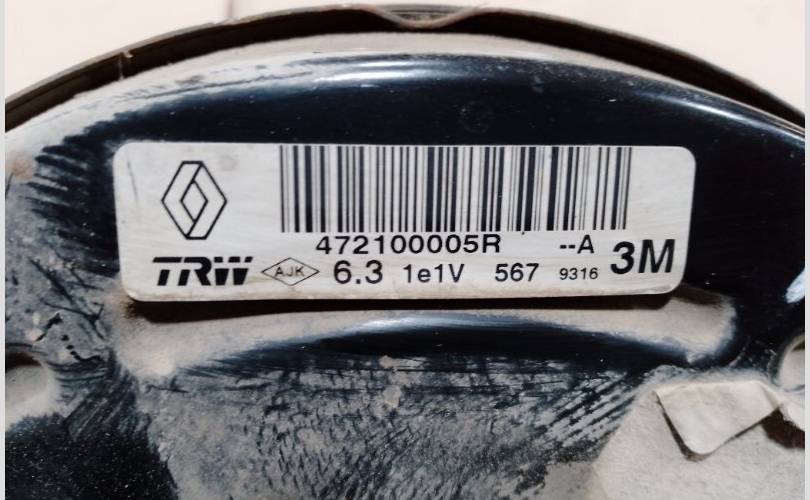 472100005R --A
TRW AJK 6.3 1e1V 567 9316 3M